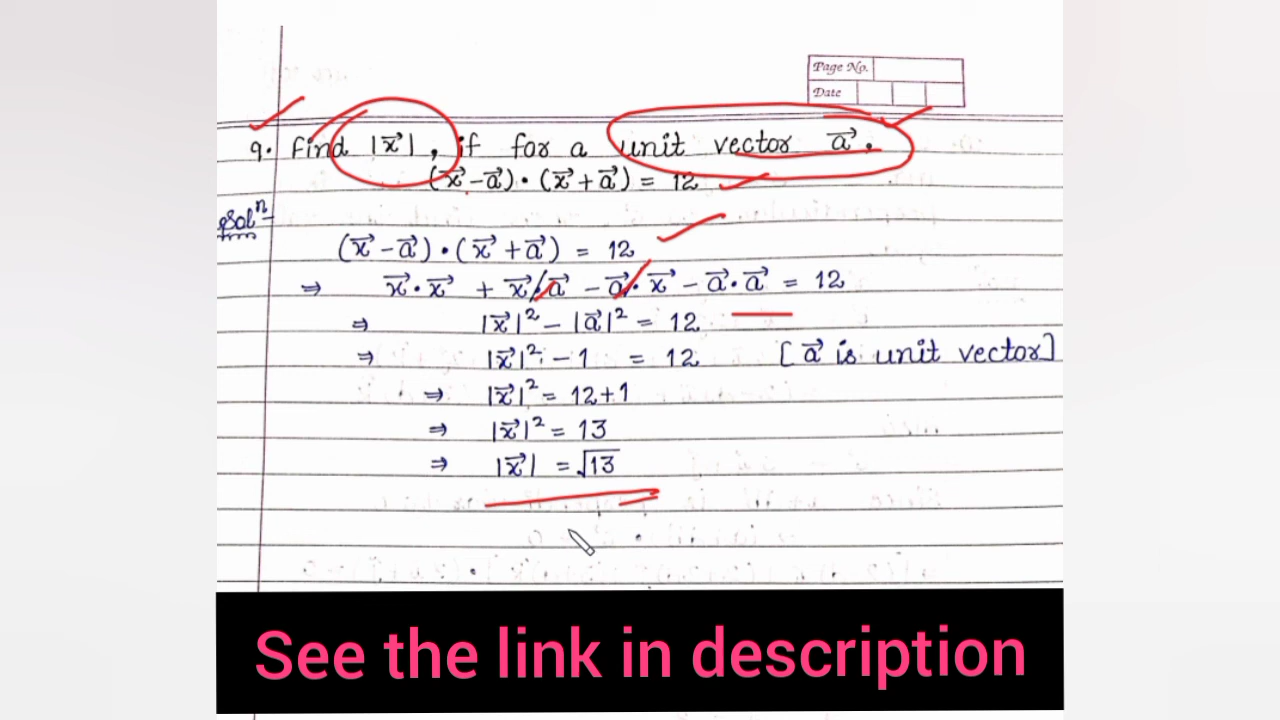 Page No.
Date
9. Find |x⃗|, if for a unit vector a⃗.
(x⃗ - a⃗)·(x⃗ + a⃗) = 12
Solⁿ-
(x⃗ - a⃗)·(x⃗ + a⃗) = 12
⇒ x⃗·x⃗ + x⃗·a⃗ - a⃗·x⃗ - a⃗·a⃗ = 12
⇒ |x⃗|² - |a⃗|² = 12
⇒ |x⃗|² - 1 = 12 [a⃗ is unit vector]
⇒ |x⃗|² = 12+1
⇒ |x⃗|² = 13
⇒ |x⃗| = √13
See the link in description